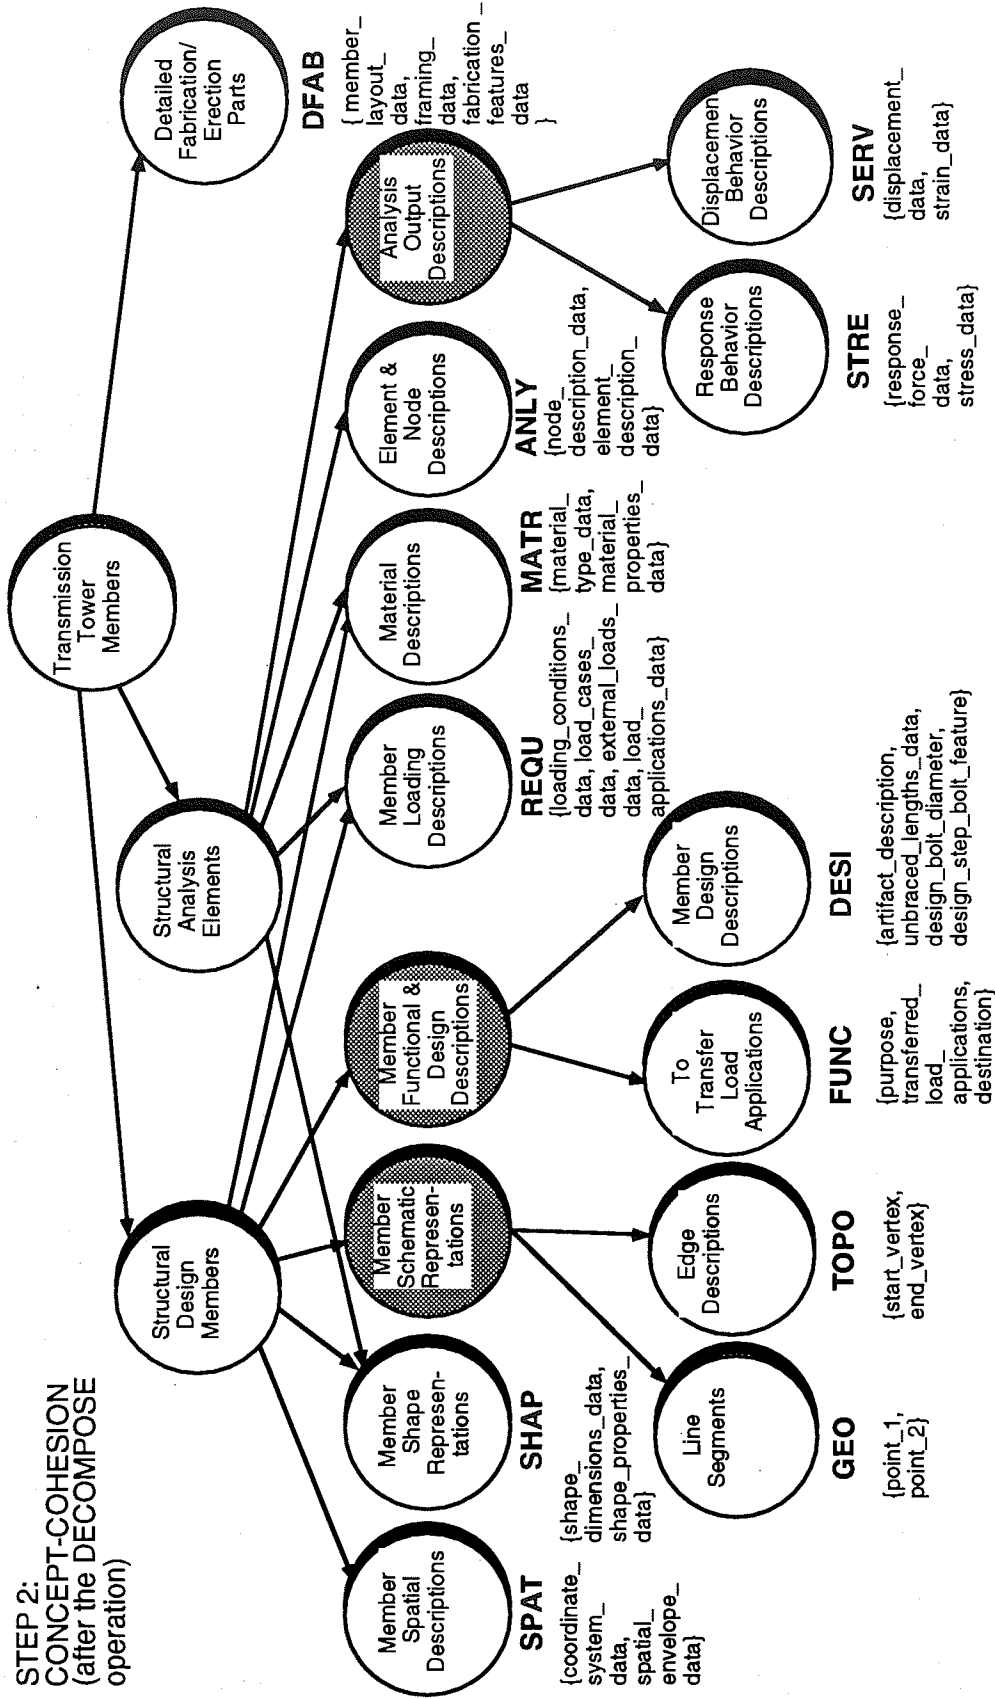 STEP 2:
CONCEPT-COHESION
(after the DECOMPOSE
operation)
Transmission
Tower
Members
Structural
Design
Members
Structural
Analysis
Elements
Detailed
Fabrication/
Erection
Parts
DFAB
{member_
layout_
data,
framing_
data,
fabrication_
features_
data
}
Member
Spatial
Descriptions
SPAT
{coordinate_
system_
data,
spatial_
envelope_
data}
Member
Shape
Represen-
tations
SHAP
{shape_
dimensions_data,
shape_properties_
data}
Member
Schematic
Represen-
tations
Member
Functional &
Design
Descriptions
Member
Loading
Descriptions
REQU
{loading_conditions_
data, load_cases_
data, external_loads_
data, load_
applications_data}
Material
Descriptions
MATR
{material_
type_data,
material_
properties_
data}
Element &
Node
Descriptions
ANLY
{node_
description_data,
element_
description_
data}
Analysis
Output
Descriptions
Line
Segments
GEO
{point_1,
point_2}
Edge
Descriptions
TOPO
{start_vertex,
end_vertex}
To
Transfer
Load
Applications
FUNC
{purpose,
transferred_
load_
applications,
destination}
Member
Design
Descriptions
DESI
{artifact_description,
unbraced_lengths_data,
design_bolt_diameter,
design_step_bolt_feature}
Response
Behavior
Descriptions
STRE
{response_
force_
data,
stress_data}
Displacemen
Behavior
Descriptions
SERV
{displacement_
data,
strain_data}